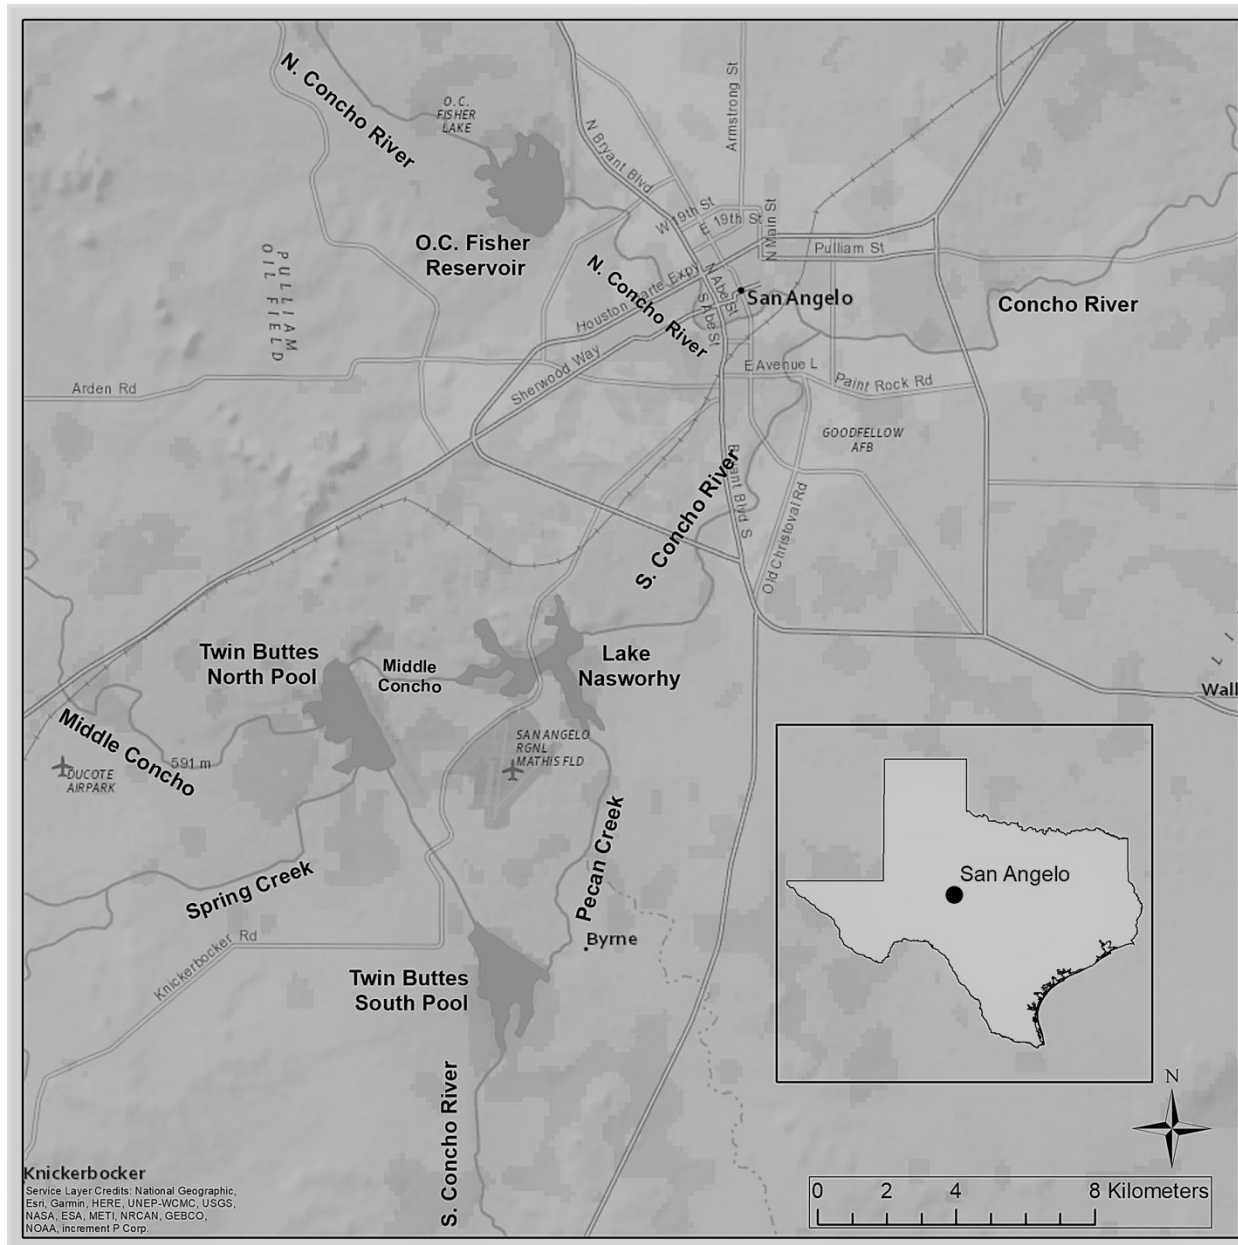 N. Concho River
O.C.
FISHER
LAKE
Armstrong St
N Bryant Blvd
W 19th St
E 19th St
N Main St
Pulliam St
O.C. Fisher
Reservoir
PULLIAM
OIL FIELD
N. Concho River
N Abe St
S Abe St
San Angelo
Concho River
Houston Harte Expy
Sherwood Way
Arden Rd
E Avenue L
Paint Rock Rd
GOODFELLOW
AFB
S. Concho River
Bryant Blvd S
Old Christoval Rd
Twin Buttes
North Pool
Middle
Concho
Lake
Nasworhy
Wall
Middle Concho
591 m
DUCOTE
AIRPARK
SAN ANGELO
RGNL
MATHIS FLD
Pecan Creek
Spring Creek
San Angelo
Knickerbocker Rd
Byrne
Twin Buttes
South Pool
S. Concho River
N
Knickerbocker
Service Layer Credits: National Geographic,
Esri, Garmin, HERE, UNEP-WCMC, USGS,
NASA, ESA, METI, NRCAN, GEBCO,
NOAA, increment P Corp.
0 2 4 8 Kilometers